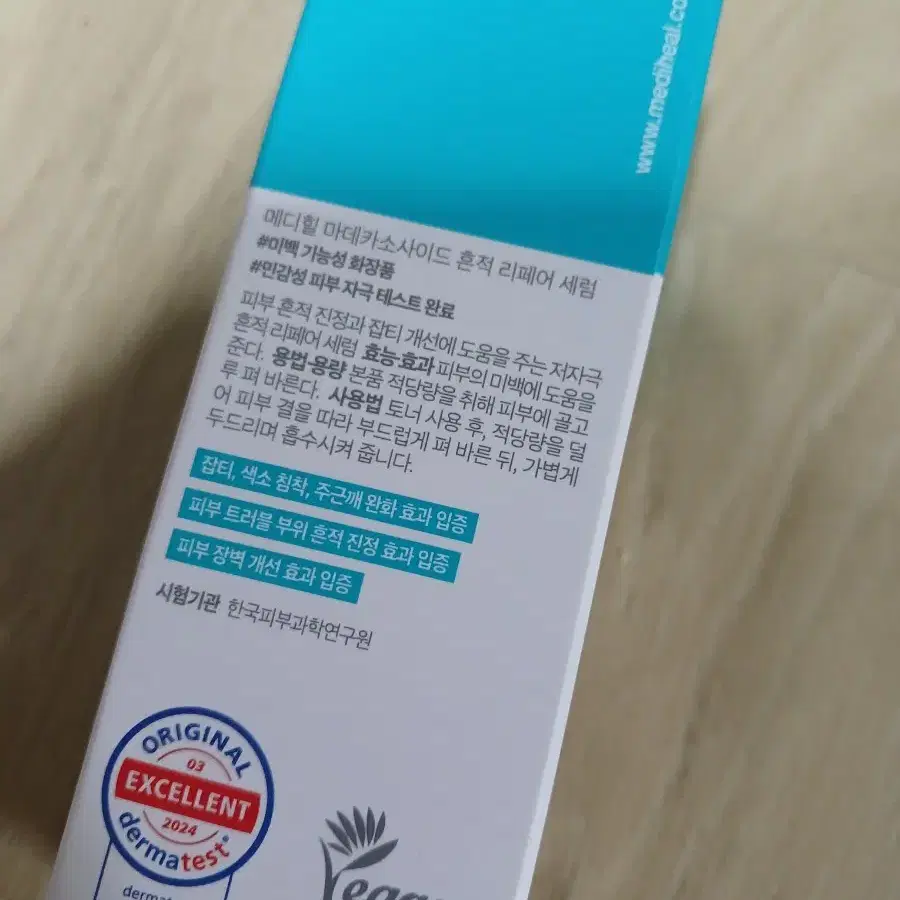 www.mediheal.co
메디힐 마데카소사이드 흔적 리페어 세럼
#미백 기능성 화장품
#민감성 피부 자극 테스트 완료
피부 흔적 진정과 잡티 개선에 도움을 주는 저자극
흔적 리페어 세럼 효능·효과 피부의 미백에 도움을
준다. 용법·용량 본품 적당량을 취해 피부에 골고
루 펴 바른다. 사용법 토너 사용 후, 적당량을 덜
어 피부 결을 따라 부드럽게 펴 바른 뒤, 가볍게
두드리며 흡수시켜 줍니다.
잡티, 색소 침착, 주근깨 완화 효과 입증
피부 트러블 부위 흔적 진정 효과 입증
피부 장벽 개선 효과 입증
시험기관 한국피부과학연구원
ORIGINAL
03
EXCELLENT
2024
dermatest®